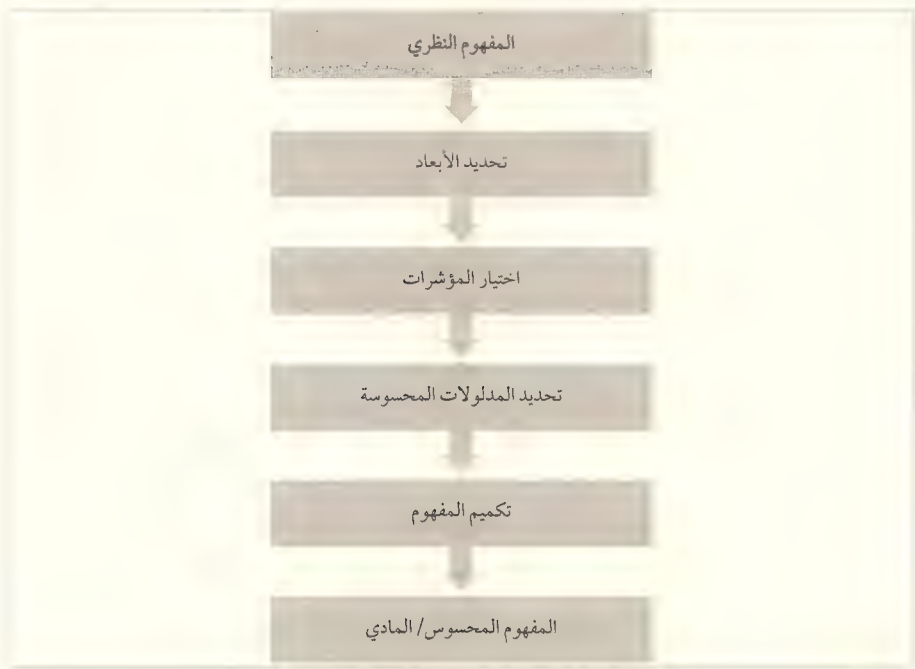 المفهوم النظري
تحديد الأبعاد
اختيار المؤشرات
تحديد المدلولات المحسوسة
تكميم المفهوم
المفهوم المحسوس/ المادي